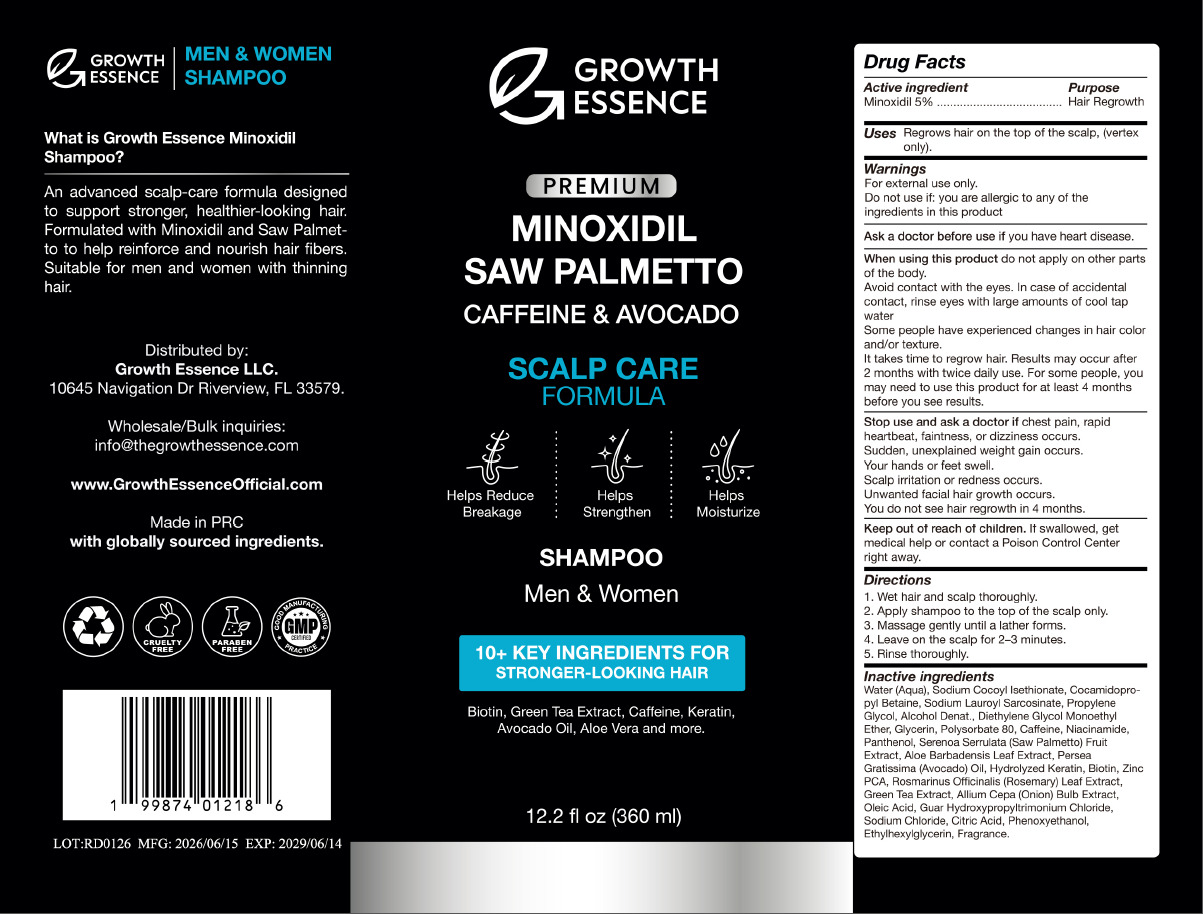 GROWTH
ESSENCE
MEN & WOMEN
SHAMPOO
What is Growth Essence Minoxidil
Shampoo?
An advanced scalp-care formula designed
to support stronger, healthier-looking hair.
Formulated with Minoxidil and Saw Palmet-
to to help reinforce and nourish hair fibers.
Suitable for men and women with thinning
hair.
Distributed by:
Growth Essence LLC.
10645 Navigation Dr Riverview, FL 33579.
Wholesale/Bulk inquiries:
info@thegrowthessence.com
www.GrowthEssenceOfficial.com
Made in PRC
with globally sourced ingredients.
CRUELTY
FREE
PARABEN
FREE
GOOD MANUFACTURING
GMP
CERTIFIED
PRACTICE
1 99874 01218 6
LOT:RD0126 MFG: 2026/06/15 EXP: 2029/06/14
GROWTH
ESSENCE
PREMIUM
MINOXIDIL
SAW PALMETTO
CAFFEINE & AVOCADO
SCALP CARE
FORMULA
Helps Reduce
Breakage
Helps
Strengthen
Helps
Moisturize
SHAMPOO
Men & Women
10+ KEY INGREDIENTS FOR
STRONGER-LOOKING HAIR
Biotin, Green Tea Extract, Caffeine, Keratin,
Avocado Oil, Aloe Vera and more.
12.2 fl oz (360 ml)
Drug Facts
Active ingredient Purpose
Minoxidil 5% ...................................... Hair Regrowth
Uses Regrows hair on the top of the scalp, (vertex
only).
Warnings
For external use only.
Do not use if: you are allergic to any of the
ingredients in this product
Ask a doctor before use if you have heart disease.
When using this product do not apply on other parts
of the body.
Avoid contact with the eyes. In case of accidental
contact, rinse eyes with large amounts of cool tap
water
Some people have experienced changes in hair color
and/or texture.
It takes time to regrow hair. Results may occur after
2 months with twice daily use. For some people, you
may need to use this product for at least 4 months
before you see results.
Stop use and ask a doctor if chest pain, rapid
heartbeat, faintness, or dizziness occurs.
Sudden, unexplained weight gain occurs.
Your hands or feet swell.
Scalp irritation or redness occurs.
Unwanted facial hair growth occurs.
You do not see hair regrowth in 4 months.
Keep out of reach of children. If swallowed, get
medical help or contact a Poison Control Center
right away.
Directions
1. Wet hair and scalp thoroughly.
2. Apply shampoo to the top of the scalp only.
3. Massage gently until a lather forms.
4. Leave on the scalp for 2–3 minutes.
5. Rinse thoroughly.
Inactive ingredients
Water (Aqua), Sodium Cocoyl Isethionate, Cocamidopro-
pyl Betaine, Sodium Lauroyl Sarcosinate, Propylene
Glycol, Alcohol Denat., Diethylene Glycol Monoethyl
Ether, Glycerin, Polysorbate 80, Caffeine, Niacinamide,
Panthenol, Serenoa Serrulata (Saw Palmetto) Fruit
Extract, Aloe Barbadensis Leaf Extract, Persea
Gratissima (Avocado) Oil, Hydrolyzed Keratin, Biotin, Zinc
PCA, Rosmarinus Officinalis (Rosemary) Leaf Extract,
Green Tea Extract, Allium Cepa (Onion) Bulb Extract,
Oleic Acid, Guar Hydroxypropyltrimonium Chloride,
Sodium Chloride, Citric Acid, Phenoxyethanol,
Ethylhexylglycerin, Fragrance.